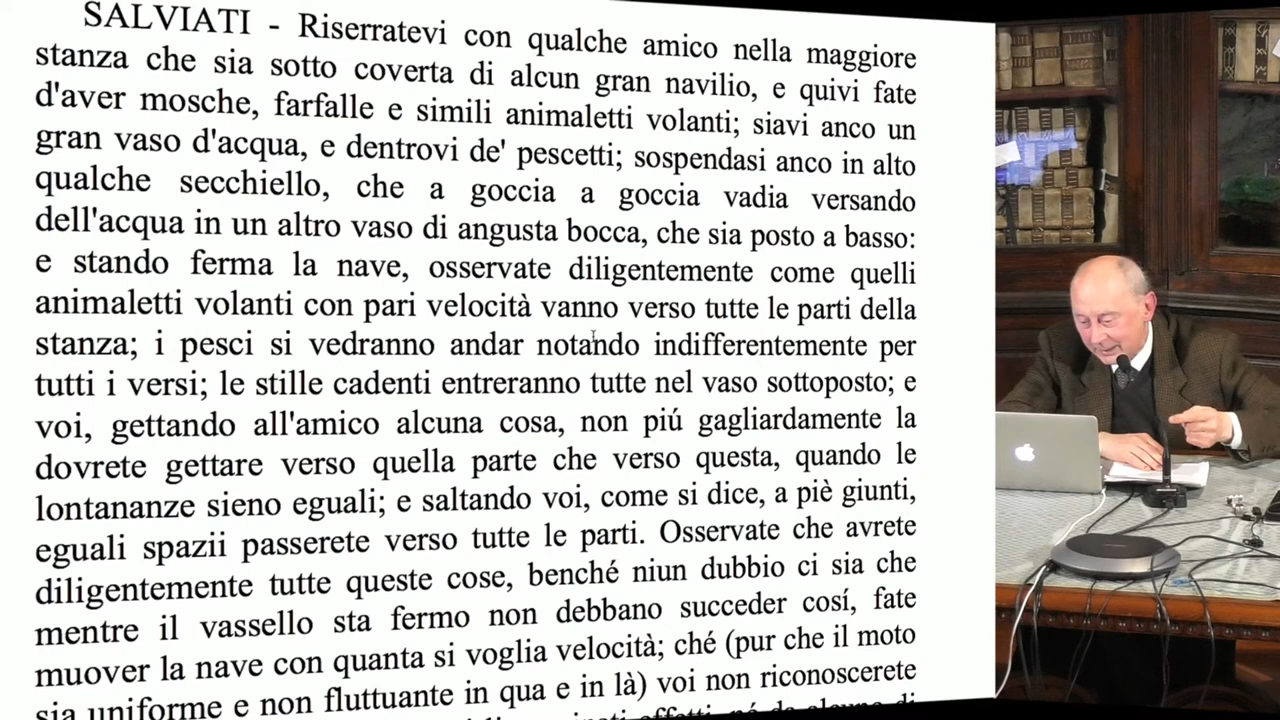 SALVIATI - Riserratevi con qualche amico nella maggiore
stanza che sia sotto coverta di alcun gran navilio, e quivi fate
d'aver mosche, farfalle e simili animaletti volanti; siavi anco un
gran vaso d'acqua, e dentrovi de' pescetti; sospendasi anco in alto
qualche secchiello, che a goccia a goccia vadia versando
dell'acqua in un altro vaso di angusta bocca, che sia posto a basso:
e stando ferma la nave, osservate diligentemente come quelli
animaletti volanti con pari velocità vanno verso tutte le parti della
stanza; i pesci si vedranno andar notando indifferentemente per
tutti i versi; le stille cadenti entreranno tutte nel vaso sottoposto; e
voi, gettando all'amico alcuna cosa, non piú gagliardamente la
dovrete gettare verso quella parte che verso questa, quando le
lontananze sieno eguali; e saltando voi, come si dice, a piè giunti,
eguali spazii passerete verso tutte le parti. Osservate che avrete
diligentemente tutte queste cose, benché niun dubbio ci sia che
mentre il vassello sta fermo non debbano succeder cosí, fate
muover la nave con quanta si voglia velocità; ché (pur che il moto
sia uniforme e non fluttuante in qua e in là) voi non riconoscerete
effetti, né da alcuno di